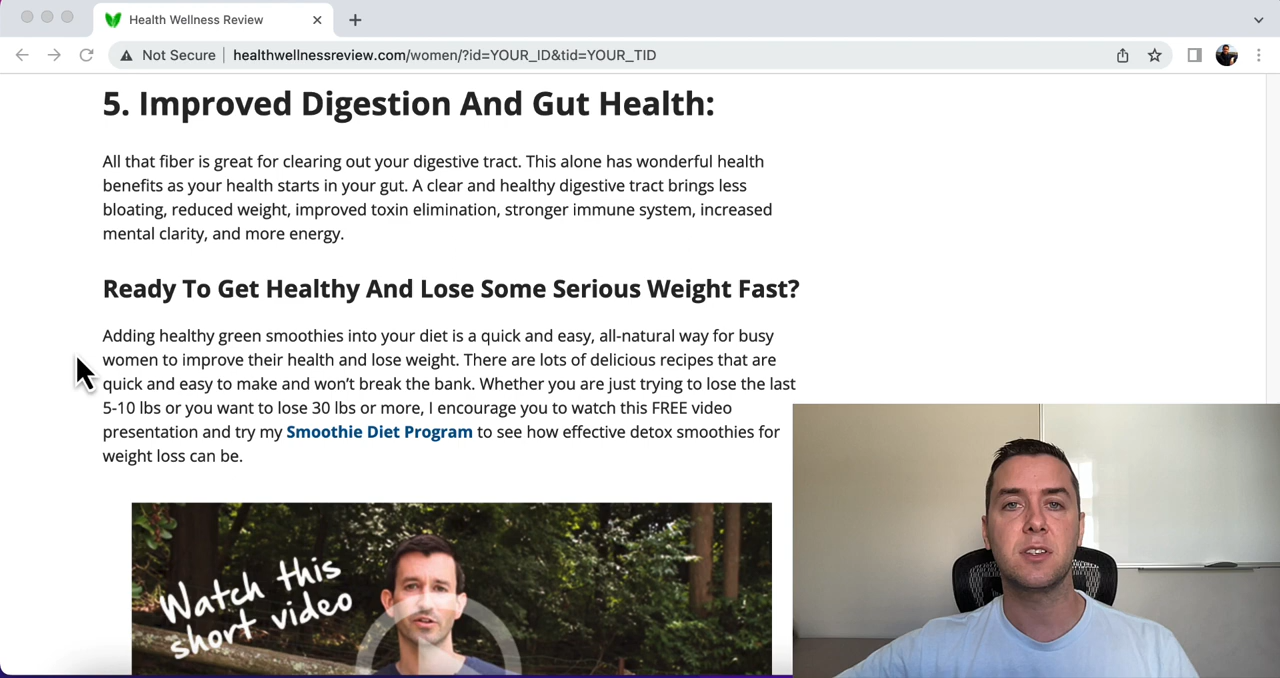 Health Wellness Review
Not Secure
healthwellnessreview.com/women/?id=YOUR_ID&tid=YOUR_TID
5. Improved Digestion And Gut Health:
All that fiber is great for clearing out your digestive tract. This alone has wonderful health
benefits as your health starts in your gut. A clear and healthy digestive tract brings less
bloating, reduced weight, improved toxin elimination, stronger immune system, increased
mental clarity, and more energy.
Ready To Get Healthy And Lose Some Serious Weight Fast?
Adding healthy green smoothies into your diet is a quick and easy, all-natural way for busy
women to improve their health and lose weight. There are lots of delicious recipes that are
quick and easy to make and won’t break the bank. Whether you are just trying to lose the last
5-10 lbs or you want to lose 30 lbs or more, I encourage you to watch this FREE video
presentation and try my Smoothie Diet Program to see how effective detox smoothies for
weight loss can be.
Watch this
short video